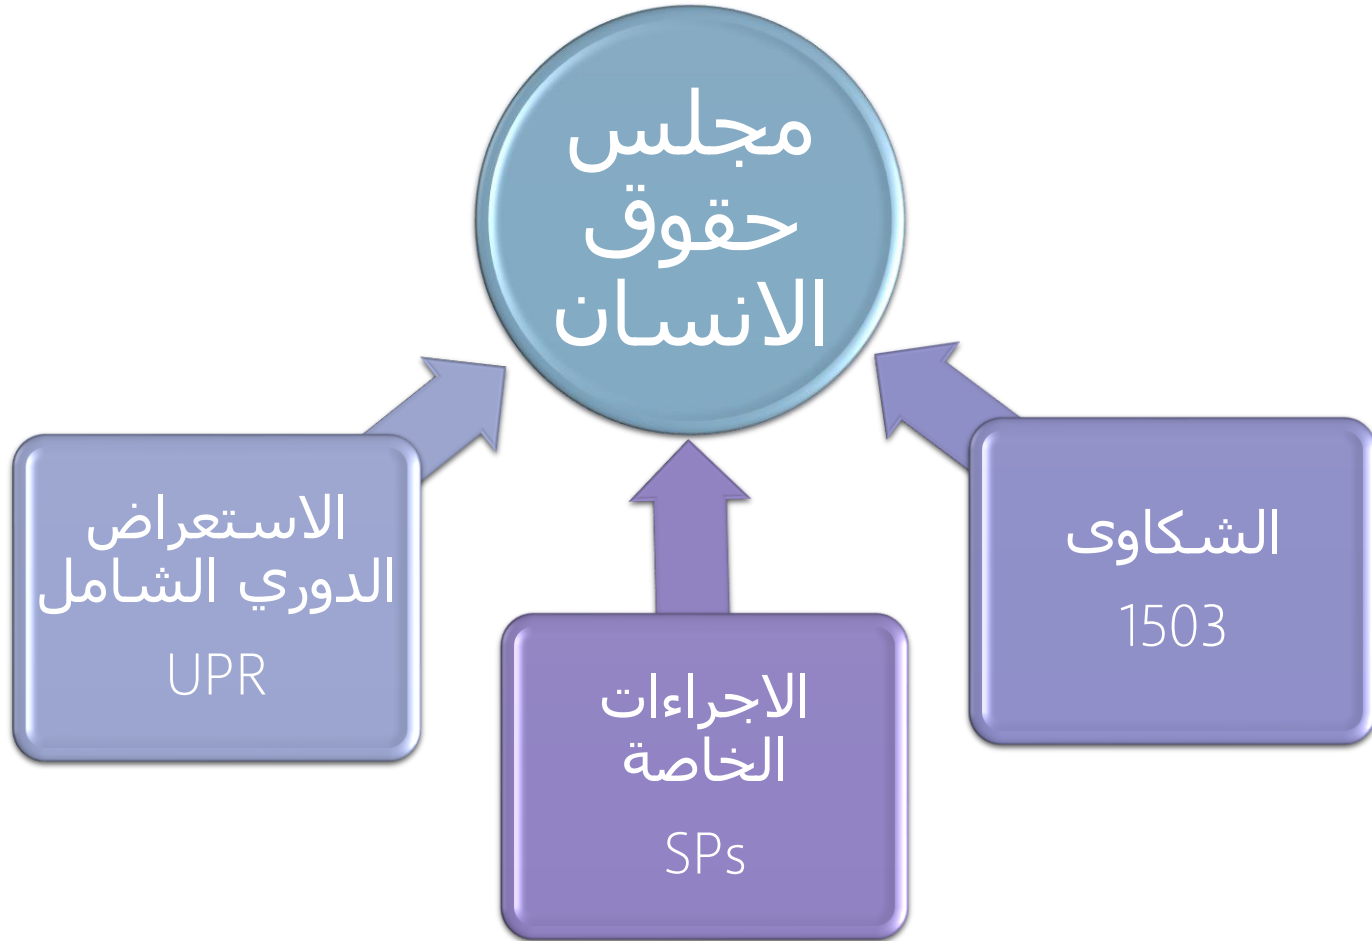 مجلس
حقوق
الانسان
الشكاوى
1503
الاجراءات
الخاصة
SPs
الاستعراض
الدوري الشامل
UPR